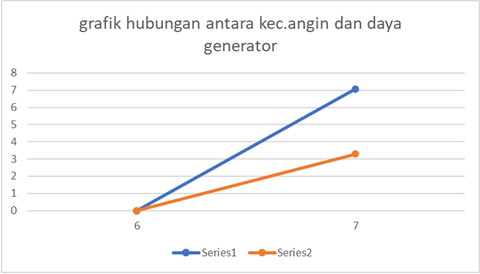 grafik hubungan antara kec.angin dan daya
generator
8
7
6
5
4
3
2
1
0
6
7
Series1
Series2